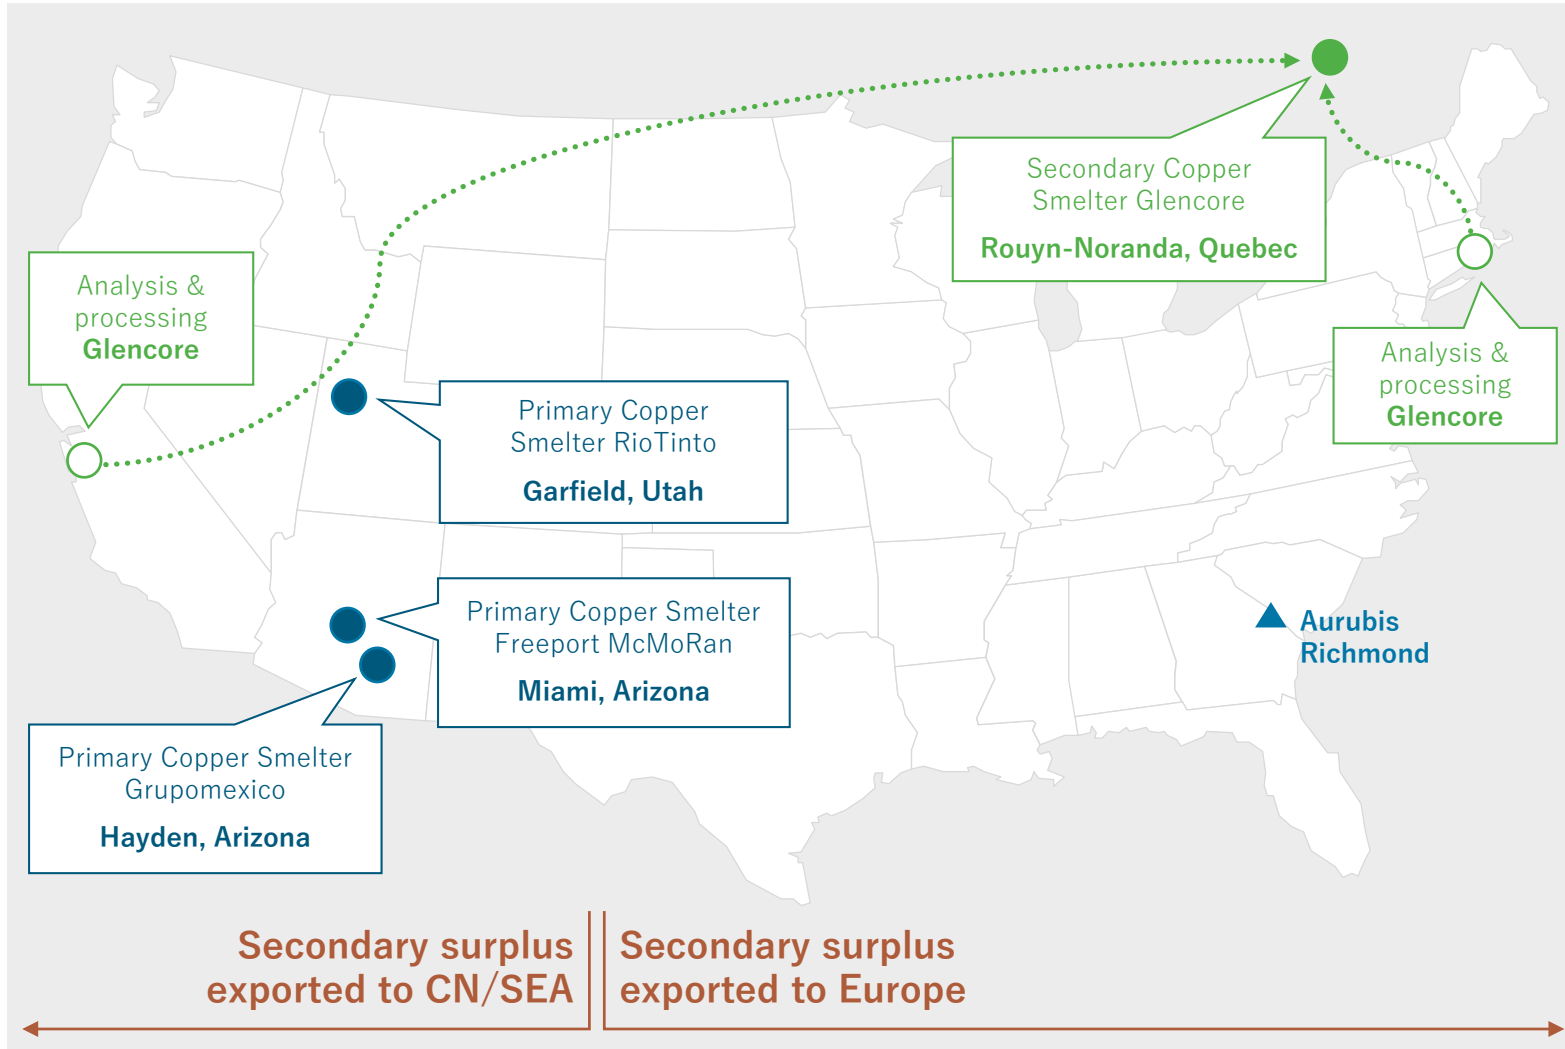 Secondary Copper
Smelter Glencore
Rouyn-Noranda, Quebec
Analysis &
processing
Glencore
Analysis &
processing
Glencore
Primary Copper
Smelter RioTinto
Garfield, Utah
Primary Copper Smelter
Freeport McMoRan
Miami, Arizona
Aurubis
Richmond
Primary Copper Smelter
Grupomexico
Hayden, Arizona
Secondary surplus
exported to CN/SEA
Secondary surplus
exported to Europe